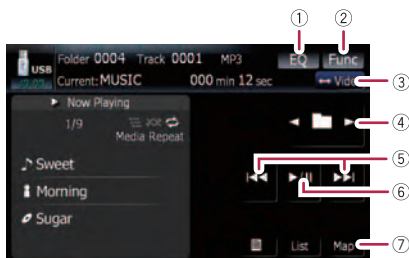 ① ②
USB Folder 0004 Track 0001 MP3 EQ Func
Current:MUSIC 000 min 12 sec Video ③
Now Playing
1/9
Media Repeat
④
Sweet
⑤
Morning
⑥
Sugar
List Map ⑦